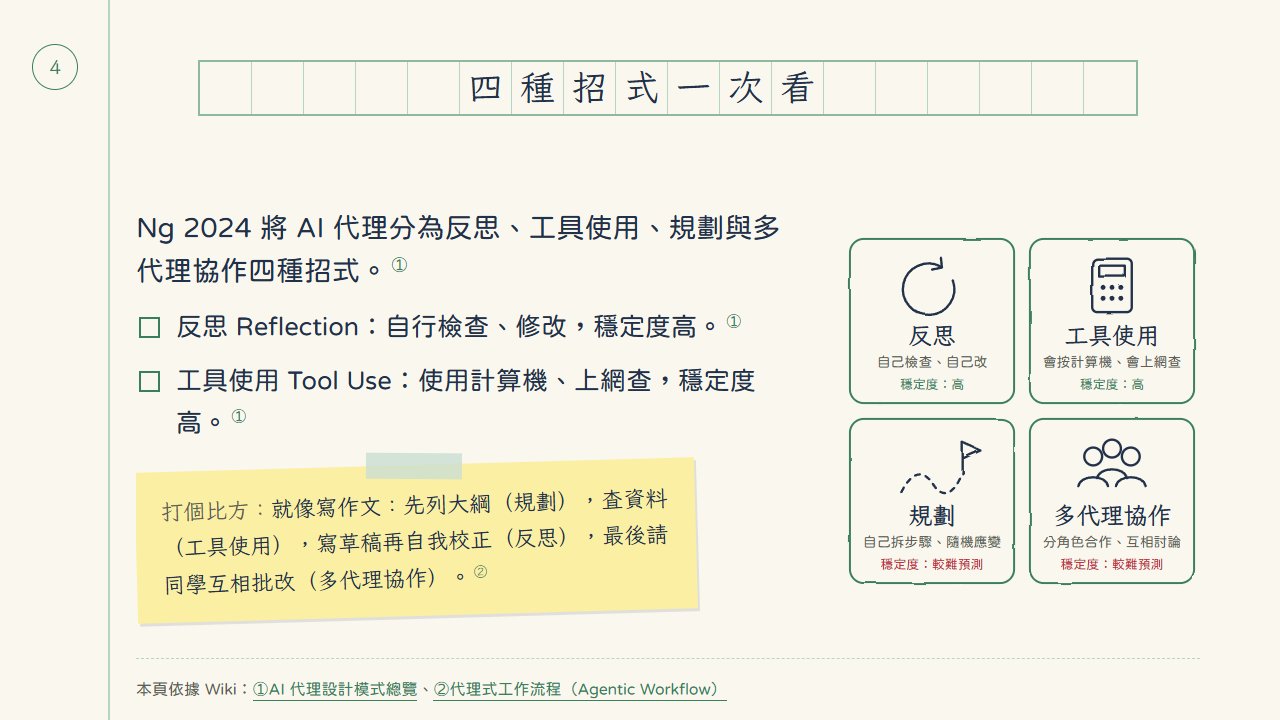 4
四種招式一次看
Ng 2024 將 AI 代理分為反思、工具使用、規劃與多
代理協作四種招式。①
反思 Reflection：自行檢查、修改，穩定度高。①
工具使用 Tool Use：使用計算機、上網查，穩定度
高。①
打個比方：就像寫作文：先列大綱（規劃），查資料
（工具使用），寫草稿再自我校正（反思），最後請
同學互相批改（多代理協作）。②
反思
自己檢查、自己改
穩定度：高
工具使用
會按計算機、會上網查
穩定度：高
規劃
自己拆步驟、隨機應變
穩定度：較難預測
多代理協作
分角色合作、互相討論
穩定度：較難預測
本頁依據 Wiki：①AI 代理設計模式總覽、②代理式工作流程（Agentic Workflow）